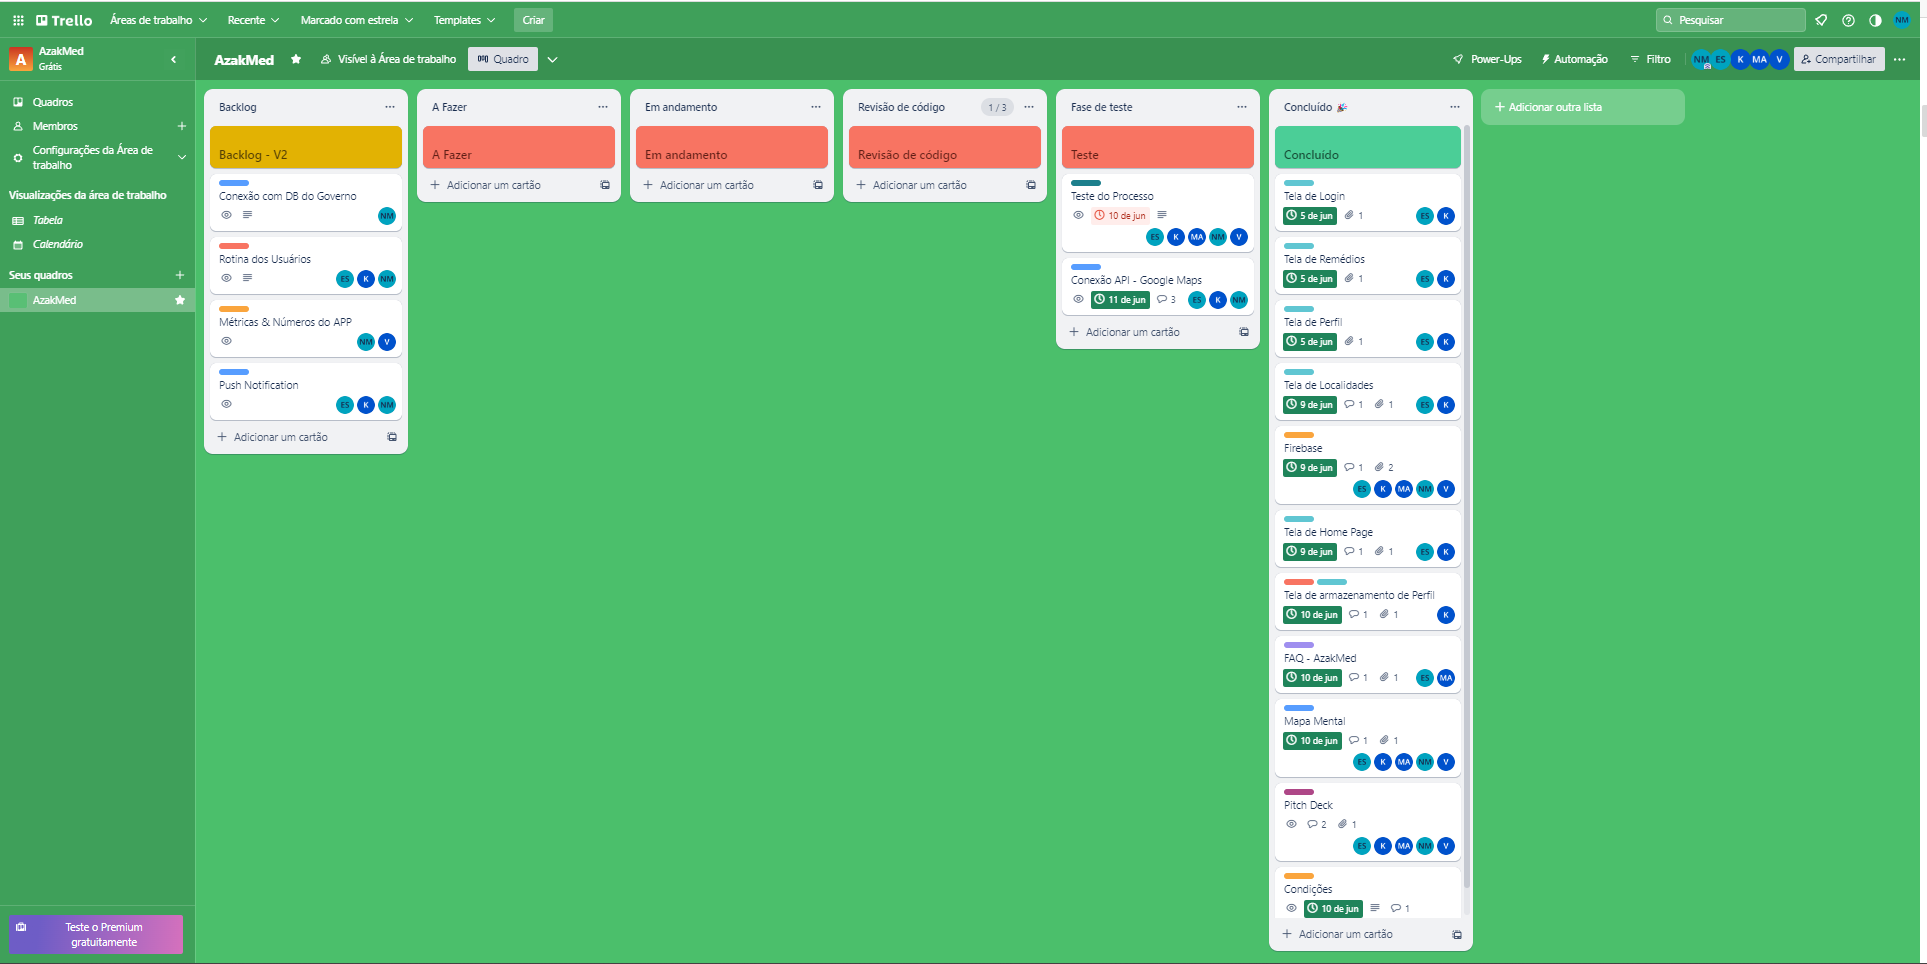 Trello
Áreas de trabalho
Recente
Marcado com estrela
Templates
Criar
Pesquisar
NM
A
AzakMed
Grátis
AzakMed
Visível à Área de trabalho
Quadro
Power-Ups
Automação
Filtro
NM
ES
K
MA
V
Compartilhar
Quadros
Membros
Configurações da Área de
trabalho
Visualizações da área de trabalho
Tabela
Calendário
Seus quadros
AzakMed
Teste o Premium
gratuitamente
Backlog
Backlog - V2
Conexão com DB do Governo
NM
Rotina dos Usuários
ES K NM
Métricas & Números do APP
NM V
Push Notification
ES K NM
Adicionar um cartão
A Fazer
A Fazer
Adicionar um cartão
Em andamento
Em andamento
Adicionar um cartão
Revisão de código
1 / 3
Revisão de código
Adicionar um cartão
Fase de teste
Teste
Teste do Processo
10 de jun
ES K MA NM V
Conexão API - Google Maps
11 de jun 3 ES K NM
Adicionar um cartão
Concluído 🎉
Concluído
Tela de Login
5 de jun 1 ES K
Tela de Remédios
5 de jun 1 ES K
Tela de Perfil
5 de jun 1 ES K
Tela de Localidades
9 de jun 1 1 ES K
Firebase
9 de jun 1 2
ES K MA NM V
Tela de Home Page
9 de jun 1 1 ES K
Tela de armazenamento de Perfil
10 de jun 1 1 K
FAQ - AzakMed
10 de jun 1 1 ES MA
Mapa Mental
10 de jun 1 1
ES K MA NM V
Pitch Deck
2 1
ES K MA NM V
Condições
10 de jun 1
Adicionar um cartão
Adicionar outra lista